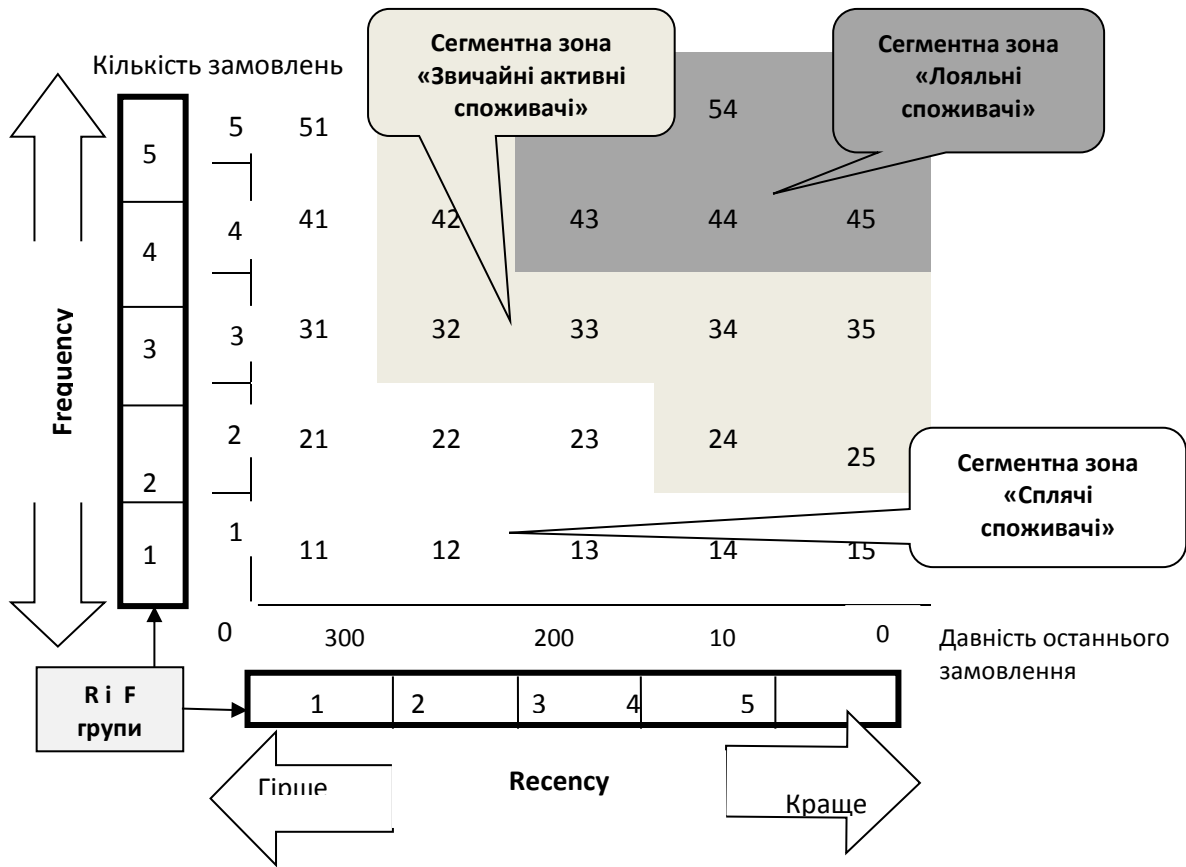 Кількість замовлень
Сегментна зона
«Звичайні активні
споживачі»
Сегментна зона
«Лояльні
споживачі»
Frequency
5
4
3
2
1
5
4
3
2
1
0
51
54
41
42
43
44
45
31
32
33
34
35
21
22
23
24
25
11
12
13
14
15
Сегментна зона
«Сплячі
споживачі»
300
200
10
0
Давність останнього
замовлення
R і F
групи
1
2
3
4
5
Гірше
Recency
Краще